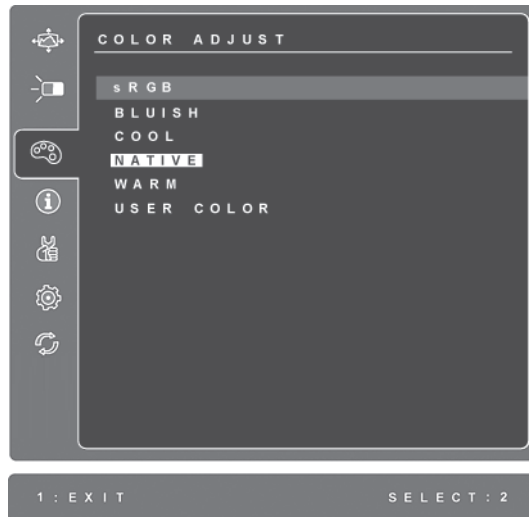 COLOR ADJUST
sRGB
BLUISH
COOL
NATIVE
WARM
USER COLOR
1:EXIT SELECT:2